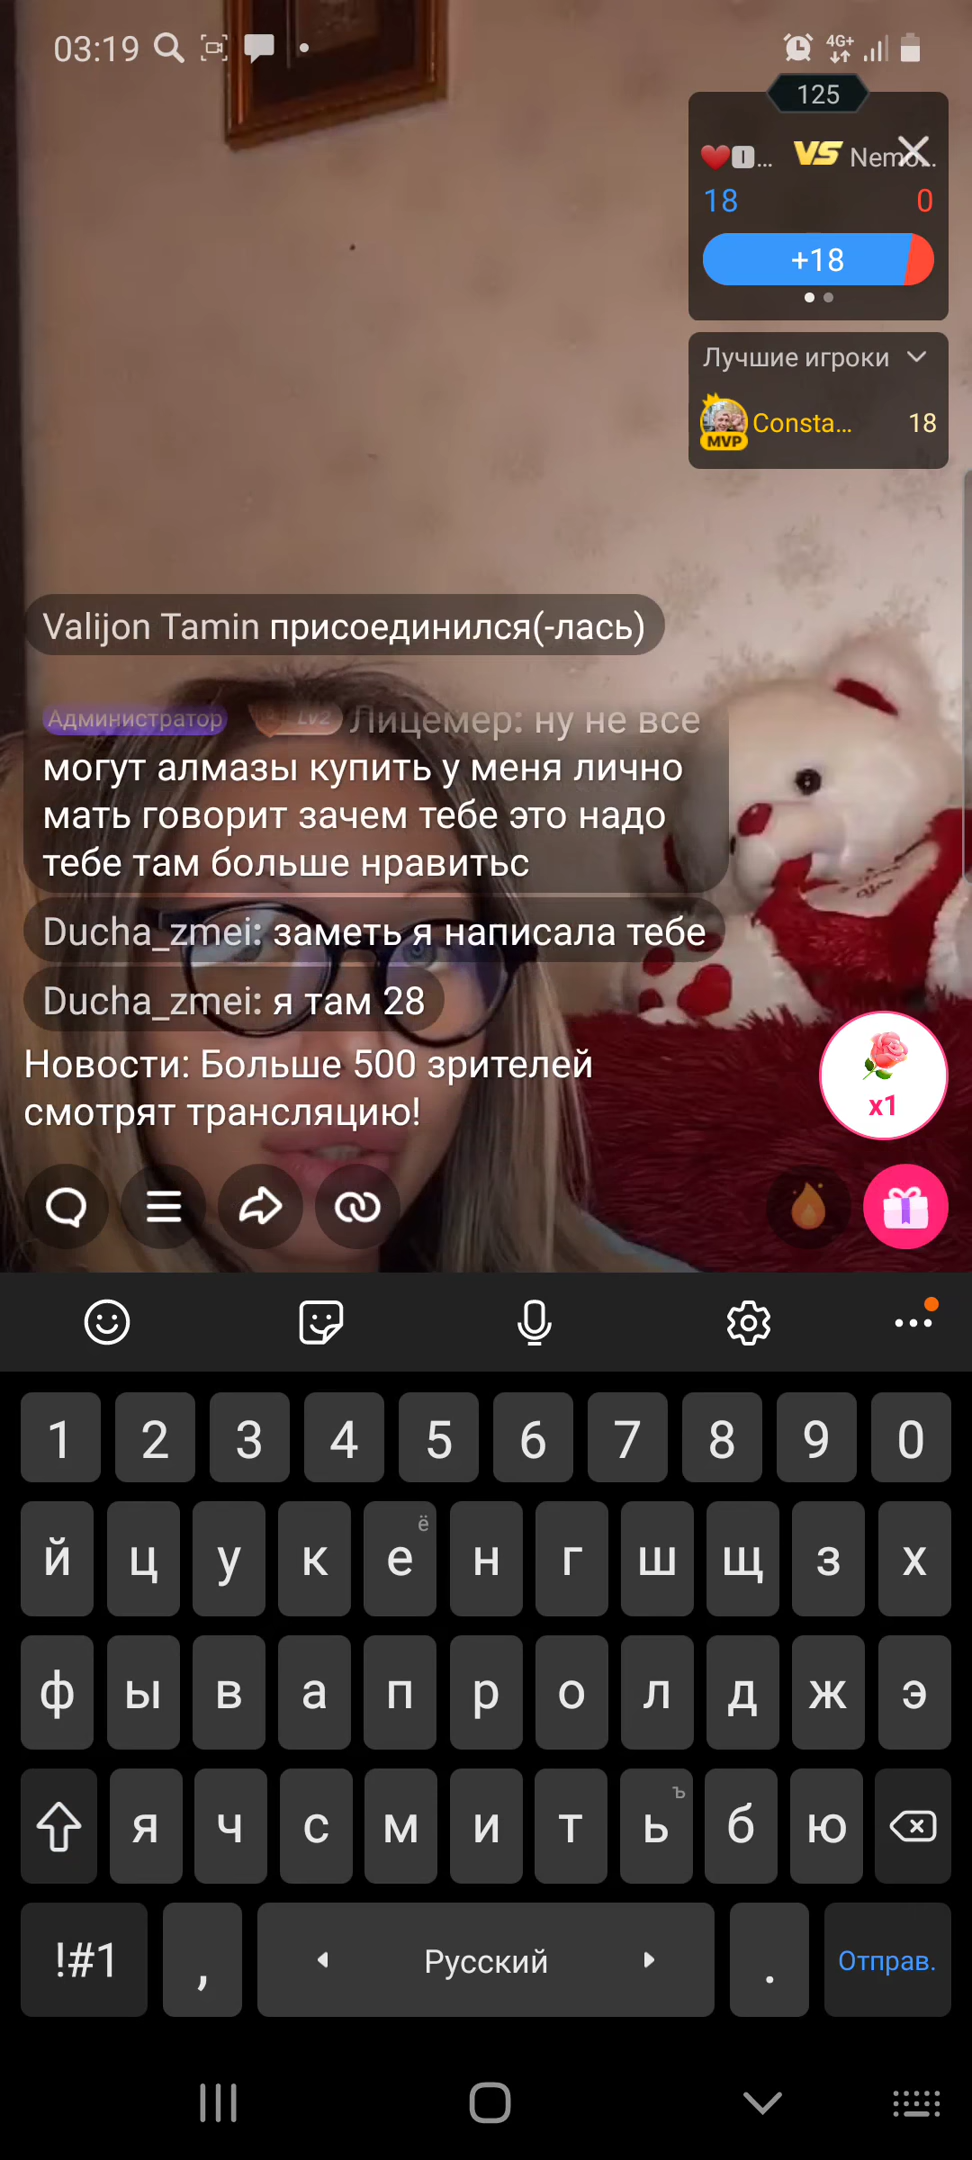 03:19
4G+
125
❤️I... VS Nemo...
18 0
+18
Лучшие игроки
MVP Consta... 18
Valijon Tamin присоединился(-лась)
Администратор LV2 Лицемер: ну не все
могут алмазы купить у меня лично
мать говорит зачем тебе это надо
тебе там больше нравитьс
Ducha_zmei: заметь я написала тебе
Ducha_zmei: я там 28
Новости: Больше 500 зрителей
смотрят трансляцию!
x1
1 2 3 4 5 6 7 8 9 0
й ц у к е ё н г ш щ з х
ф ы в а п р о л д ж э
я ч с м и т ь ъ б ю
!#1 , Русский . Отправ.